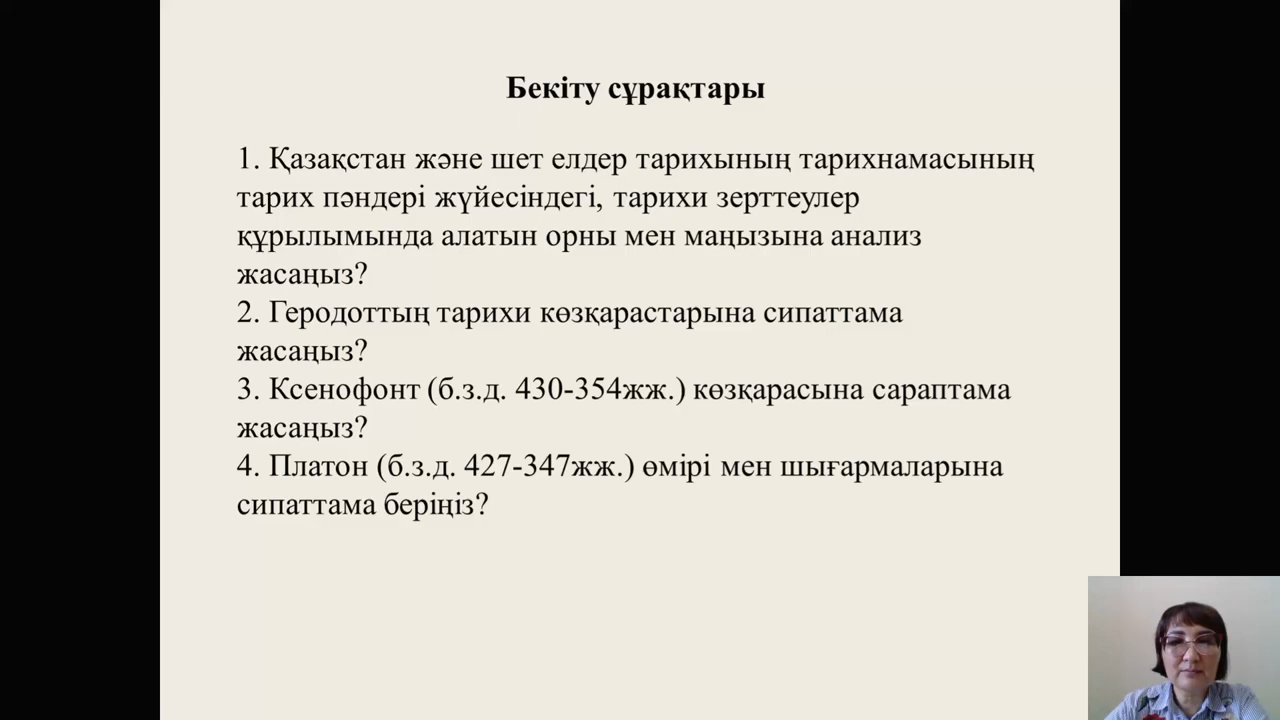 Бекіту сұрақтары
1. Қазақстан және шет елдер тарихының тарихнамасының
тарих пәндері жүйесіндегі, тарихи зерттеулер
құрылымында алатын орны мен маңызына анализ
жасаңыз?
2. Геродоттың тарихи көзқарастарына сипаттама
жасаңыз?
3. Ксенофонт (б.з.д. 430-354жж.) көзқарасына сараптама
жасаңыз?
4. Платон (б.з.д. 427-347жж.) өмірі мен шығармаларына
сипаттама беріңіз?